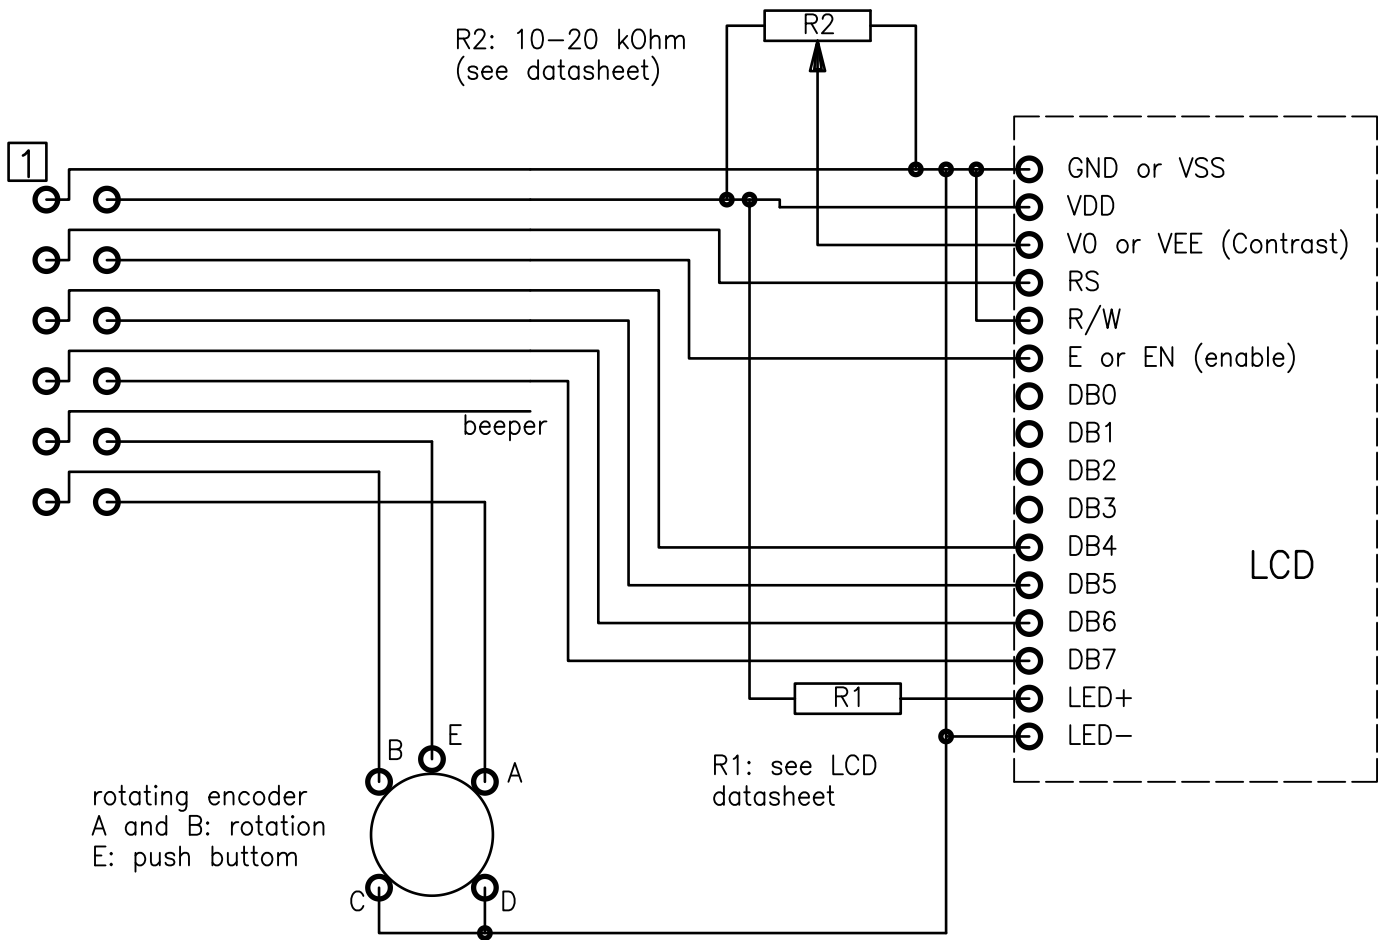 R2
R2: 10-20 kOhm
(see datasheet)
1
GND or VSS
VDD
VO or VEE (Contrast)
RS
R/W
E or EN (enable)
DB0
DB1
DB2
DB3
DB4
DB5
DB6
DB7
LED+
LED-
LCD
beeper
R1
R1: see LCD
datasheet
B
E
A
rotating encoder
A and B: rotation
E: push buttom
C
D